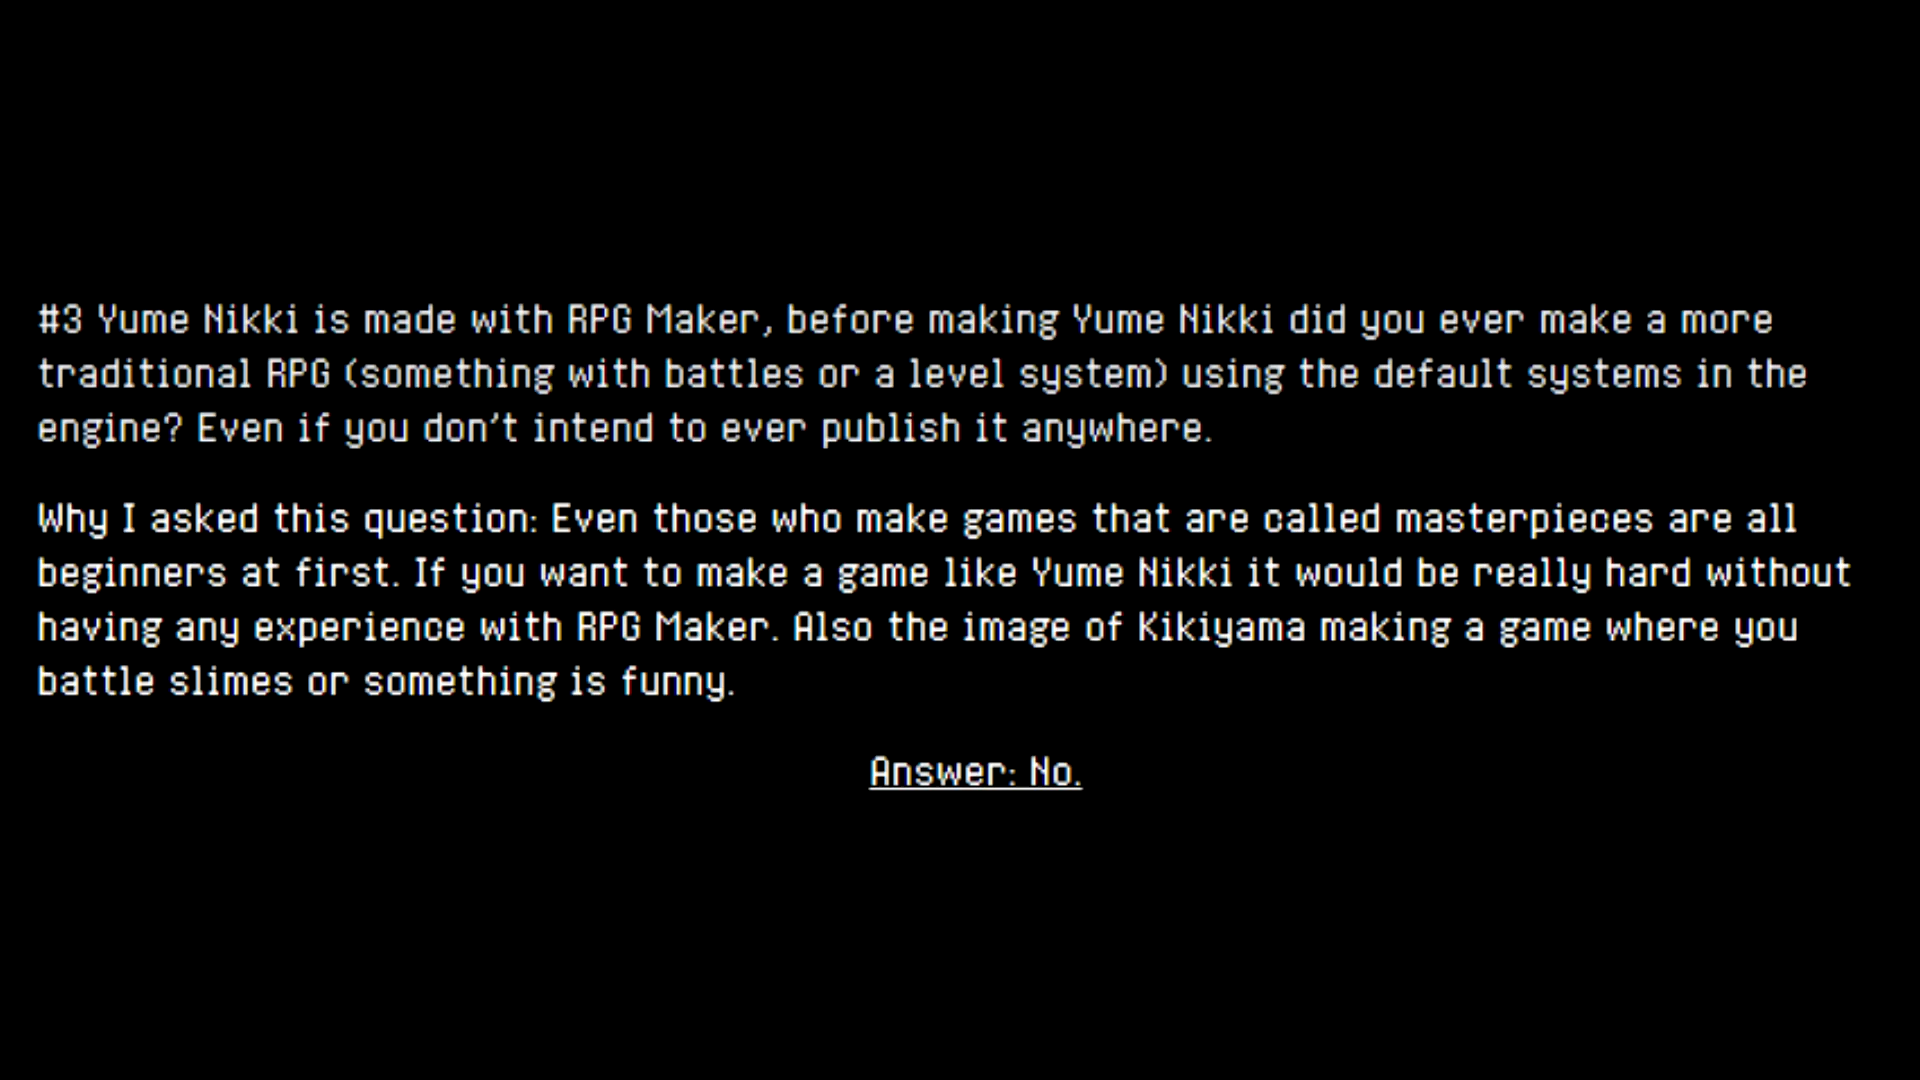 #3 Yume Nikki is made with RPG Maker, before making Yume Nikki did you ever make a more
traditional RPG (something with battles or a level system) using the default systems in the
engine? Even if you don't intend to ever publish it anywhere.
Why I asked this question: Even those who make games that are called masterpieces are all
beginners at first. If you want to make a game like Yume Nikki it would be really hard without
having any experience with RPG Maker. Also the image of Kikiyama making a game where you
battle slimes or something is funny.
Answer: No.